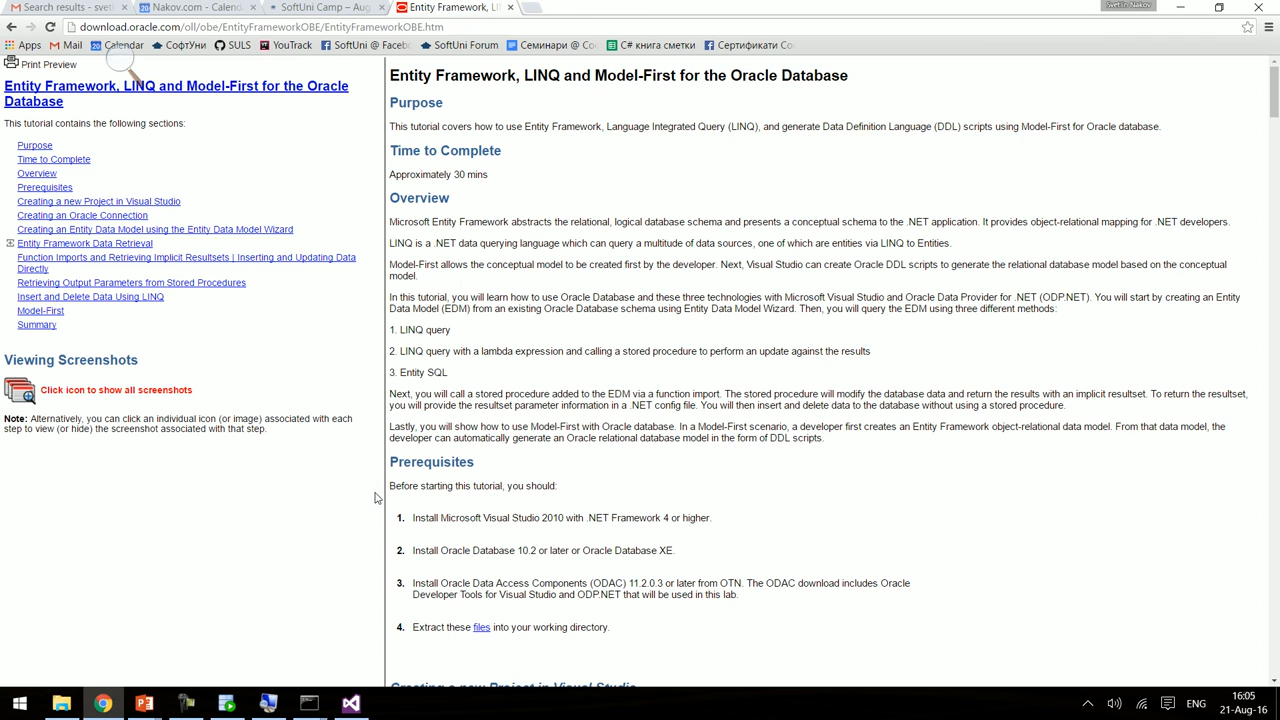 Search results - svetl
Nakov.com - Calenda
SoftUni Camp – Aug
Entity Framework, LI
Svetlin Nakov
download.oracle.com/oll/obe/EntityFrameworkOBE/EntityFrameworkOBE.htm
Apps Mail Calendar СофтУни SULS YouTrack SoftUni @ Faceb SoftUni Forum Семинари @ Co C# книга сметки Сертификати Со
Print Preview
Entity Framework, LINQ and Model-First for the Oracle
Database
This tutorial contains the following sections:
Purpose
Time to Complete
Overview
Prerequisites
Creating a new Project in Visual Studio
Creating an Oracle Connection
Creating an Entity Data Model using the Entity Data Model Wizard
Entity Framework Data Retrieval
Function Imports and Retrieving Implicit Resultsets | Inserting and Updating Data
Directly
Retrieving Output Parameters from Stored Procedures
Insert and Delete Data Using LINQ
Model-First
Summary
Viewing Screenshots
Click icon to show all screenshots
Note: Alternatively, you can click an individual icon (or image) associated with each
step to view (or hide) the screenshot associated with that step.
Entity Framework, LINQ and Model-First for the Oracle Database
Purpose
This tutorial covers how to use Entity Framework, Language Integrated Query (LINQ), and generate Data Definition Language (DDL) scripts using Model-First for Oracle database.
Time to Complete
Approximately 30 mins
Overview
Microsoft Entity Framework abstracts the relational, logical database schema and presents a conceptual schema to the .NET application. It provides object-relational mapping for .NET developers.
LINQ is a .NET data querying language which can query a multitude of data sources, one of which are entities via LINQ to Entities.
Model-First allows the conceptual model to be created first by the developer. Next, Visual Studio can create Oracle DDL scripts to generate the relational database model based on the conceptual
model.
In this tutorial, you will learn how to use Oracle Database and these three technologies with Microsoft Visual Studio and Oracle Data Provider for .NET (ODP.NET). You will start by creating an Entity
Data Model (EDM) from an existing Oracle Database schema using Entity Data Model Wizard. Then, you will query the EDM using three different methods:
1. LINQ query
2. LINQ query with a lambda expression and calling a stored procedure to perform an update against the results
3. Entity SQL
Next, you will call a stored procedure added to the EDM via a function import. The stored procedure will modify the database data and return the results with an implicit resultset. To return the resultset,
you will provide the resultset parameter information in a .NET config file. You will then insert and delete data to the database without using a stored procedure.
Lastly, you will show how to use Model-First with Oracle database. In a Model-First scenario, a developer first creates an Entity Framework object-relational data model. From that data model, the
developer can automatically generate an Oracle relational database model in the form of DDL scripts.
Prerequisites
Before starting this tutorial, you should:
1. Install Microsoft Visual Studio 2010 with .NET Framework 4 or higher.
2. Install Oracle Database 10.2 or later or Oracle Database XE.
3. Install Oracle Data Access Components (ODAC) 11.2.0.3 or later from OTN. The ODAC download includes Oracle
Developer Tools for Visual Studio and ODP.NET that will be used in this lab.
4. Extract these files into your working directory.
Creating a new Project in Visual Studio
ENG
16:05
21-Aug-16